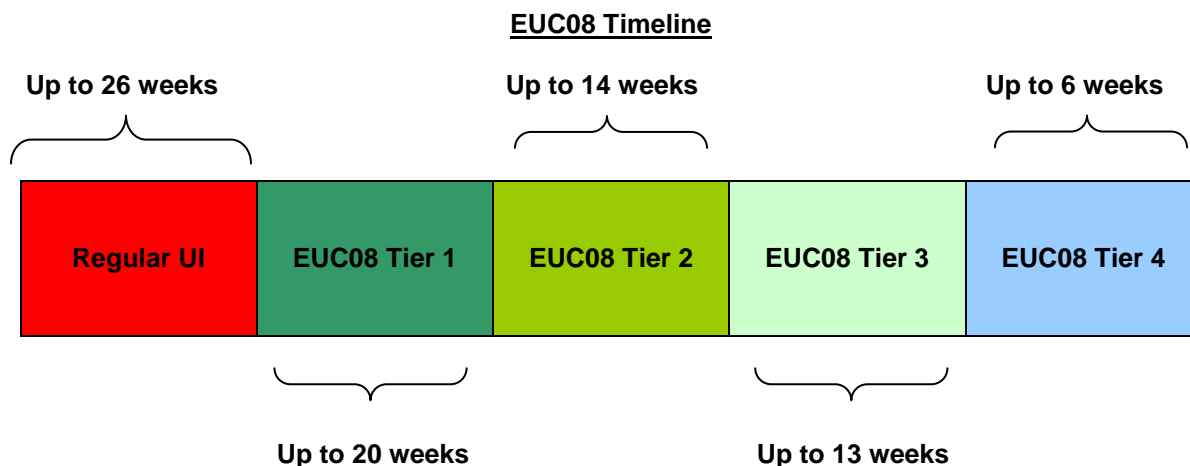 EUC08 Timeline
Up to 26 weeks
Up to 14 weeks
Up to 6 weeks
Regular UI
EUC08 Tier 1
EUC08 Tier 2
EUC08 Tier 3
EUC08 Tier 4
Up to 20 weeks
Up to 13 weeks